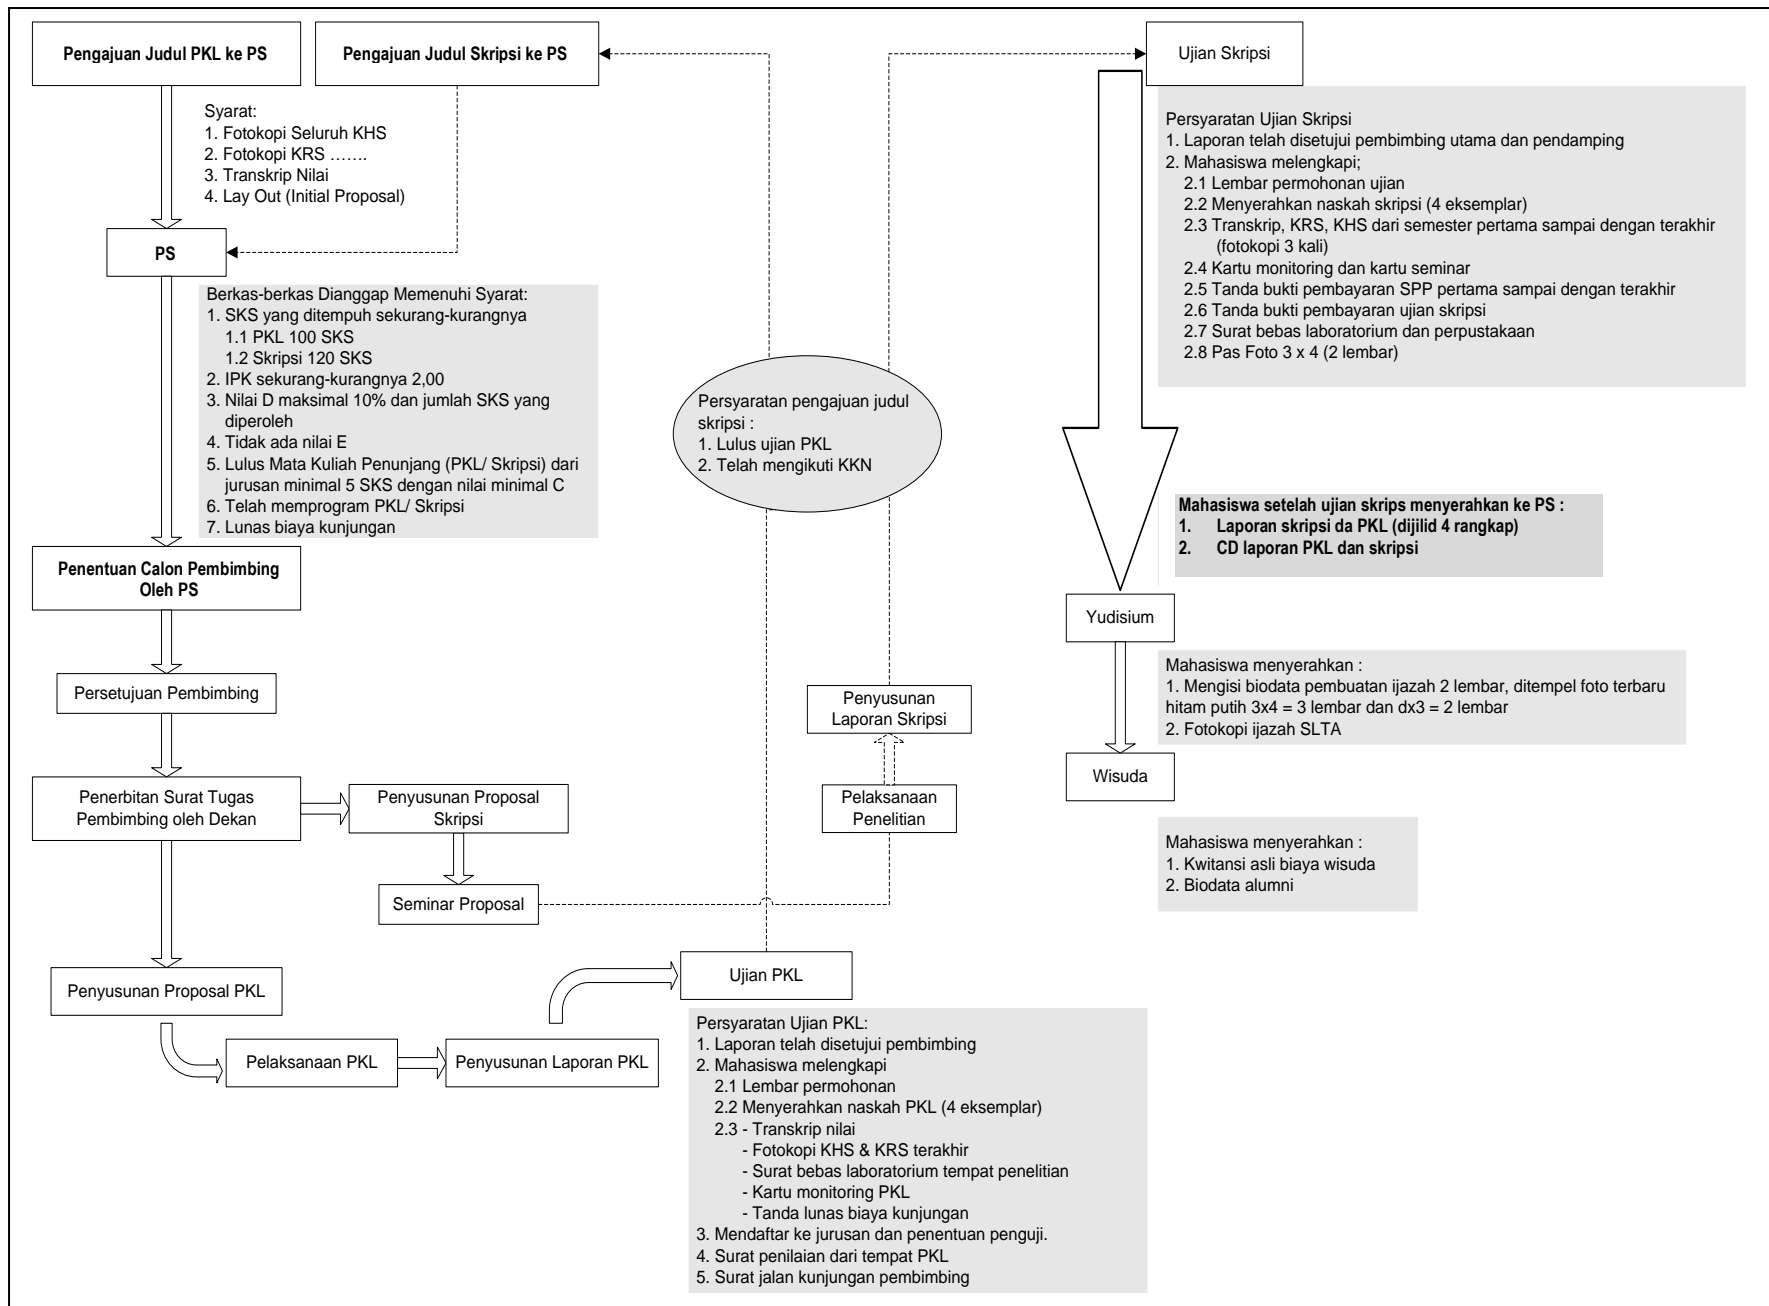 Pengajuan Judul PKL ke PS
Pengajuan Judul Skripsi ke PS
Syarat:
1. Fotokopi Seluruh KHS
2. Fotokopi KRS …….
3. Transkrip Nilai
4. Lay Out (Initial Proposal)
PS
Berkas-berkas Dianggap Memenuhi Syarat:
1. SKS yang ditempuh sekurang-kurangnya
1.1 PKL 100 SKS
1.2 Skripsi 120 SKS
2. IPK sekurang-kurangnya 2,00
3. Nilai D maksimal 10% dan jumlah SKS yang
diperoleh
4. Tidak ada nilai E
5. Lulus Mata Kuliah Penunjang (PKL/ Skripsi) dari
jurusan minimal 5 SKS dengan nilai minimal C
6. Telah memprogram PKL/ Skripsi
7. Lunas biaya kunjungan
Penentuan Calon Pembimbing
Oleh PS
Persetujuan Pembimbing
Penerbitan Surat Tugas
Pembimbing oleh Dekan
Penyusunan Proposal
Skripsi
Seminar Proposal
Penyusunan Proposal PKL
Pelaksanaan PKL
Penyusunan Laporan PKL
Ujian PKL
Persyaratan Ujian PKL:
1. Laporan telah disetujui pembimbing
2. Mahasiswa melengkapi
2.1 Lembar permohonan
2.2 Menyerahkan naskah PKL (4 eksemplar)
2.3 - Transkrip nilai
- Fotokopi KHS & KRS terakhir
- Surat bebas laboratorium tempat penelitian
- Kartu monitoring PKL
- Tanda lunas biaya kunjungan
3. Mendaftar ke jurusan dan penentuan penguji.
4. Surat penilaian dari tempat PKL
5. Surat jalan kunjungan pembimbing
Persyaratan pengajuan judul
skripsi :
1. Lulus ujian PKL
2. Telah mengikuti KKN
Pelaksanaan
Penelitian
Penyusunan
Laporan Skripsi
Ujian Skripsi
Persyaratan Ujian Skripsi
1. Laporan telah disetujui pembimbing utama dan pendamping
2. Mahasiswa melengkapi;
2.1 Lembar permohonan ujian
2.2 Menyerahkan naskah skripsi (4 eksemplar)
2.3 Transkrip, KRS, KHS dari semester pertama sampai dengan terakhir
(fotokopi 3 kali)
2.4 Kartu monitoring dan kartu seminar
2.5 Tanda bukti pembayaran SPP pertama sampai dengan terakhir
2.6 Tanda bukti pembayaran ujian skripsi
2.7 Surat bebas laboratorium dan perpustakaan
2.8 Pas Foto 3 x 4 (2 lembar)
Mahasiswa setelah ujian skrips menyerahkan ke PS :
1. Laporan skripsi da PKL (dijilid 4 rangkap)
2. CD laporan PKL dan skripsi
Yudisium
Mahasiswa menyerahkan :
1. Mengisi biodata pembuatan ijazah 2 lembar, ditempel foto terbaru
hitam putih 3x4 = 3 lembar dan dx3 = 2 lembar
2. Fotokopi ijazah SLTA
Wisuda
Mahasiswa menyerahkan :
1. Kwitansi asli biaya wisuda
2. Biodata alumni